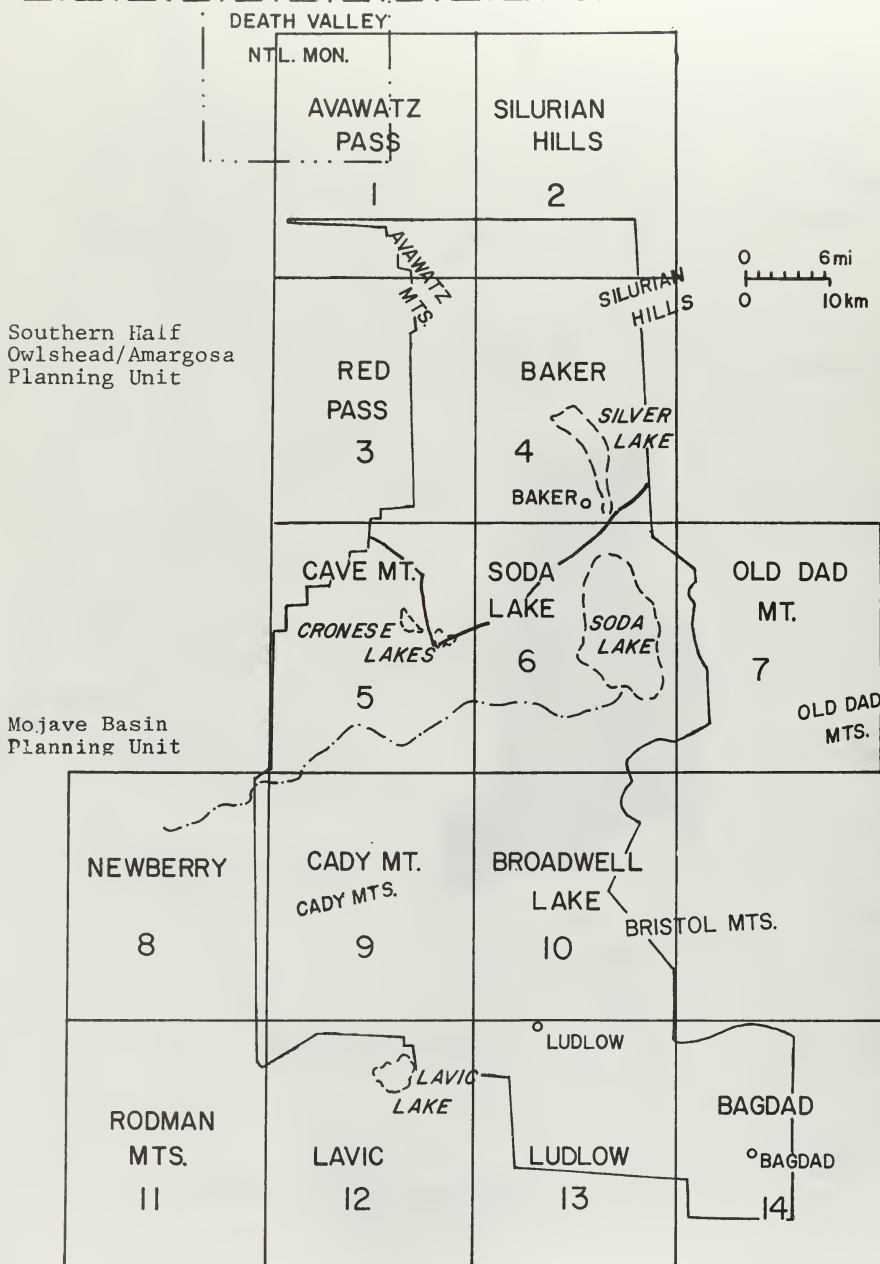 DEATH VALLEY
NTL. MON.
AVAWATZ
PASS
1
SILURIAN
HILLS
2
AVAWATZ
MTS.
SILURIAN
HILLS
0 6mi
0 10km
Southern Half
Owlshead/Amargosa
Planning Unit
RED
PASS
3
BAKER
4
SILVER
LAKE
BAKER
CAVE MT.
CRONESE
LAKES
5
SODA
LAKE
6
SODA
LAKE
OLD DAD
MT.
7
OLD DAD
MTS.
Mojave Basin
Planning Unit
NEWBERRY
8
CADY MT.
CADY MTS.
9
BROADWELL
LAKE
10
BRISTOL MTS.
LUDLOW
LAVIC
LAKE
RODMAN
MTS.
11
LAVIC
12
LUDLOW
13
BAGDAD
BAGDAD
14